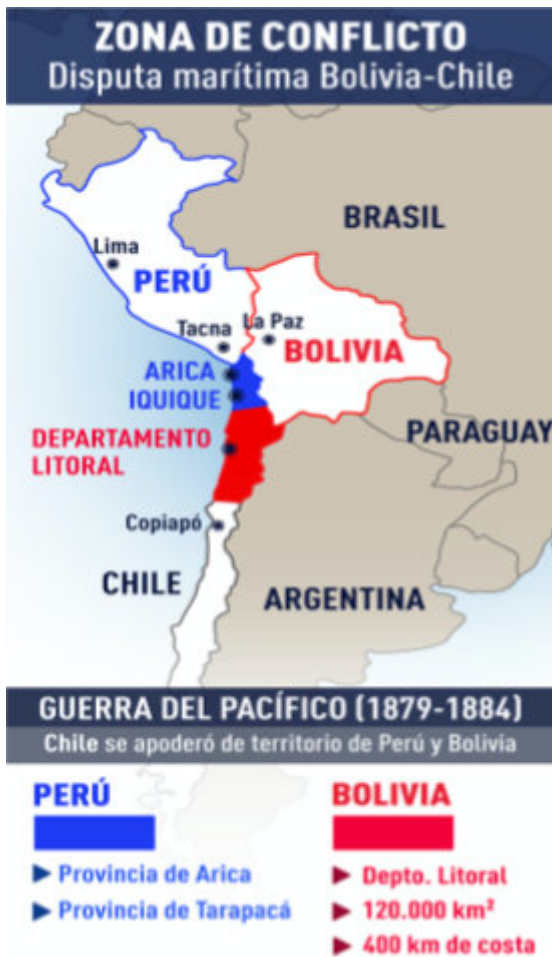 ZONA DE CONFLICTO
Disputa marítima Bolivia-Chile
BRASIL
Lima
PERÚ
Tacna
La Paz
BOLIVIA
ARICA
IQUIQUE
DEPARTAMENTO
LITORAL
PARAGUAY
Copiapó
CHILE
ARGENTINA
GUERRA DEL PACÍFICO (1879-1884)
Chile se apoderó de territorio de Perú y Bolivia
PERÚ
Provincia de Arica
Provincia de Tarapacá
BOLIVIA
Depto. Litoral
120.000 km²
400 km de costa